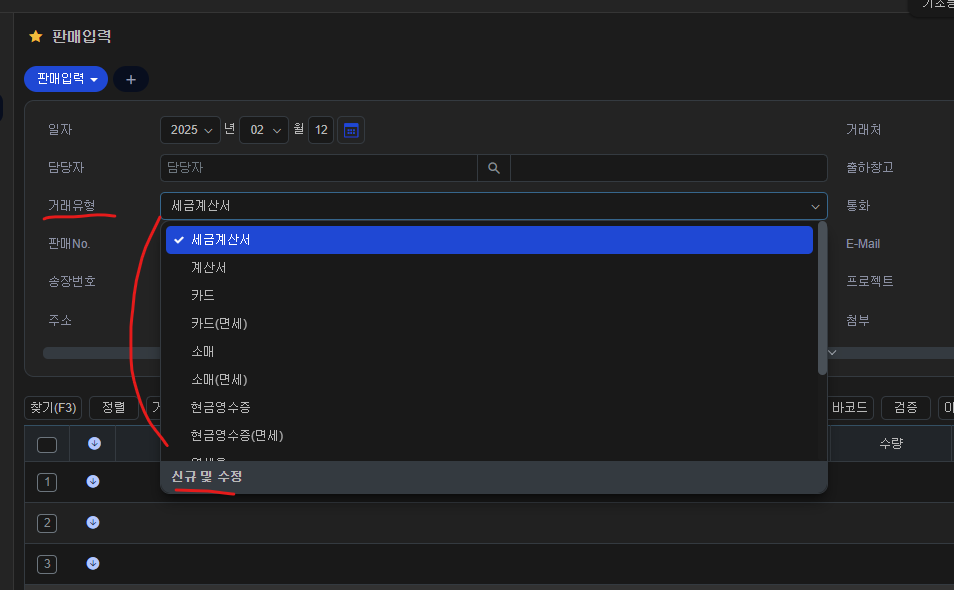 기초등
판매입력
판매입력
일자 2025 년 02 월 12 거래처
담당자 담당자 출하창고
거래유형 세금계산서 통화
판매No. E-Mail
송장번호 프로젝트
주소 첨부
세금계산서
계산서
카드
카드(면세)
소매
소매(면세)
현금영수증
현금영수증(면세)
신규 및 수정
찾기(F3) 정렬 바코드 검증
수량
1
2
3